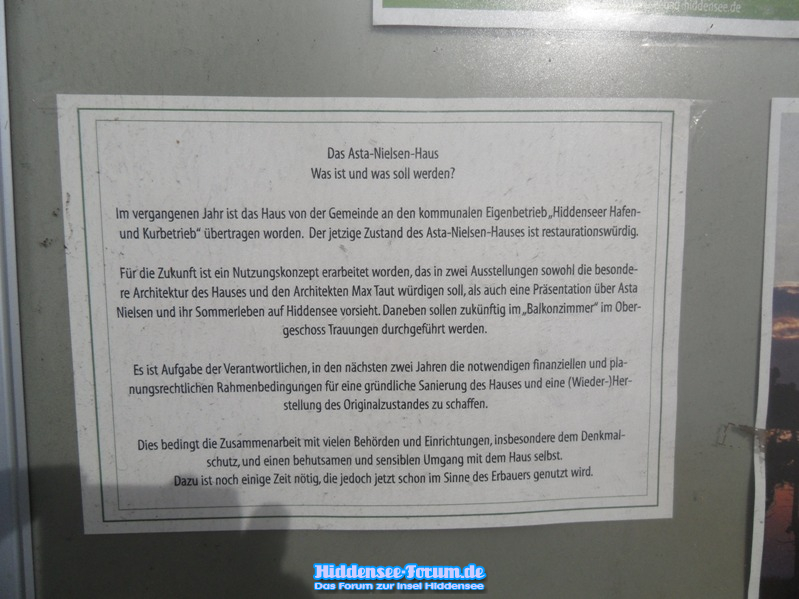 hiddensee.de
Das Asta-Nielsen-Haus
Was ist und was soll werden?
Im vergangenen Jahr ist das Haus von der Gemeinde an den kommunalen Eigenbetrieb „Hiddenseer Hafen-
und Kurbetrieb“ übertragen worden. Der jetzige Zustand des Asta-Nielsen-Hauses ist restaurationswürdig.
Für die Zukunft ist ein Nutzungskonzept erarbeitet worden, das in zwei Ausstellungen sowohl die besonde-
re Architektur des Hauses und den Architekten Max Taut würdigen soll, als auch eine Präsentation über Asta
Nielsen und ihr Sommerleben auf Hiddensee vorsieht. Daneben sollen zukünftig im „Balkonzimmer“ im Ober-
geschoss Trauungen durchgeführt werden.
Es ist Aufgabe der Verantwortlichen, in den nächsten zwei Jahren die notwendigen finanziellen und pla-
nungsrechtlichen Rahmenbedingungen für eine gründliche Sanierung des Hauses und eine (Wieder-)Her-
stellung des Originalzustandes zu schaffen.
Dies bedingt die Zusammenarbeit mit vielen Behörden und Einrichtungen, insbesondere dem Denkmal-
schutz, und einen behutsamen und sensiblen Umgang mit dem Haus selbst.
Dazu ist noch einige Zeit nötig, die jedoch jetzt schon im Sinne des Erbauers genutzt wird.
Hiddensee-Forum.de
Das Forum zur Insel Hiddensee